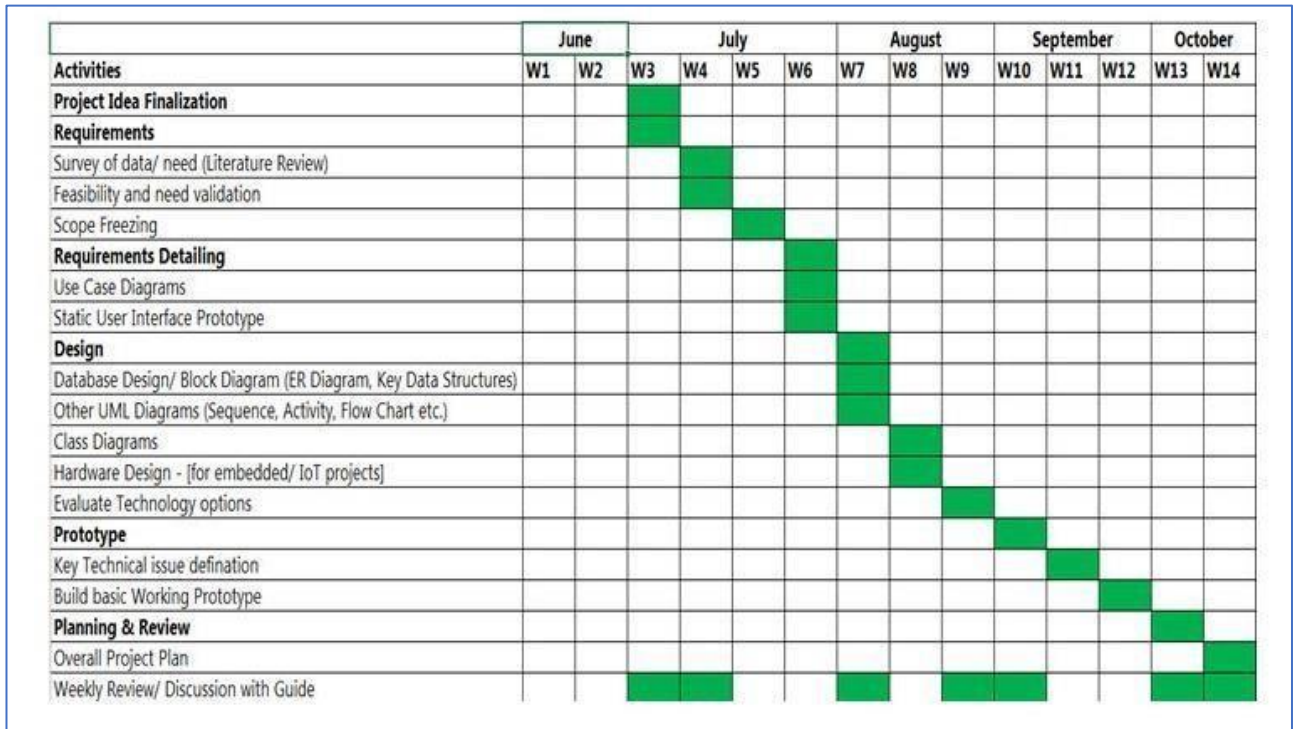 June July August September October
Activities W1 W2 W3 W4 W5 W6 W7 W8 W9 W10 W11 W12 W13 W14
Project Idea Finalization
Requirements
Survey of data/ need (Literature Review)
Feasibility and need validation
Scope Freezing
Requirements Detailing
Use Case Diagrams
Static User Interface Prototype
Design
Database Design/ Block Diagram (ER Diagram, Key Data Structures)
Other UML Diagrams (Sequence, Activity, Flow Chart etc.)
Class Diagrams
Hardware Design - [for embedded/ IoT projects]
Evaluate Technology options
Prototype
Key Technical issue defination
Build basic Working Prototype
Planning & Review
Overall Project Plan
Weekly Review/ Discussion with Guide